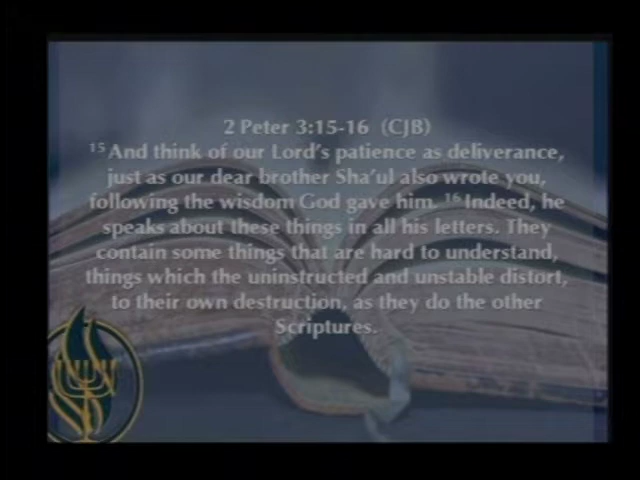 2 Peter 3:15-16 (CJB)
15 And think of our Lord's patience as deliverance,
just as our dear brother Sha'ul also wrote you,
following the wisdom God gave him. 16 Indeed, he
speaks about these things in all his letters. They
contain some things that are hard to understand,
things which the uninstructed and unstable distort,
to their own destruction, as they do the other
Scriptures.